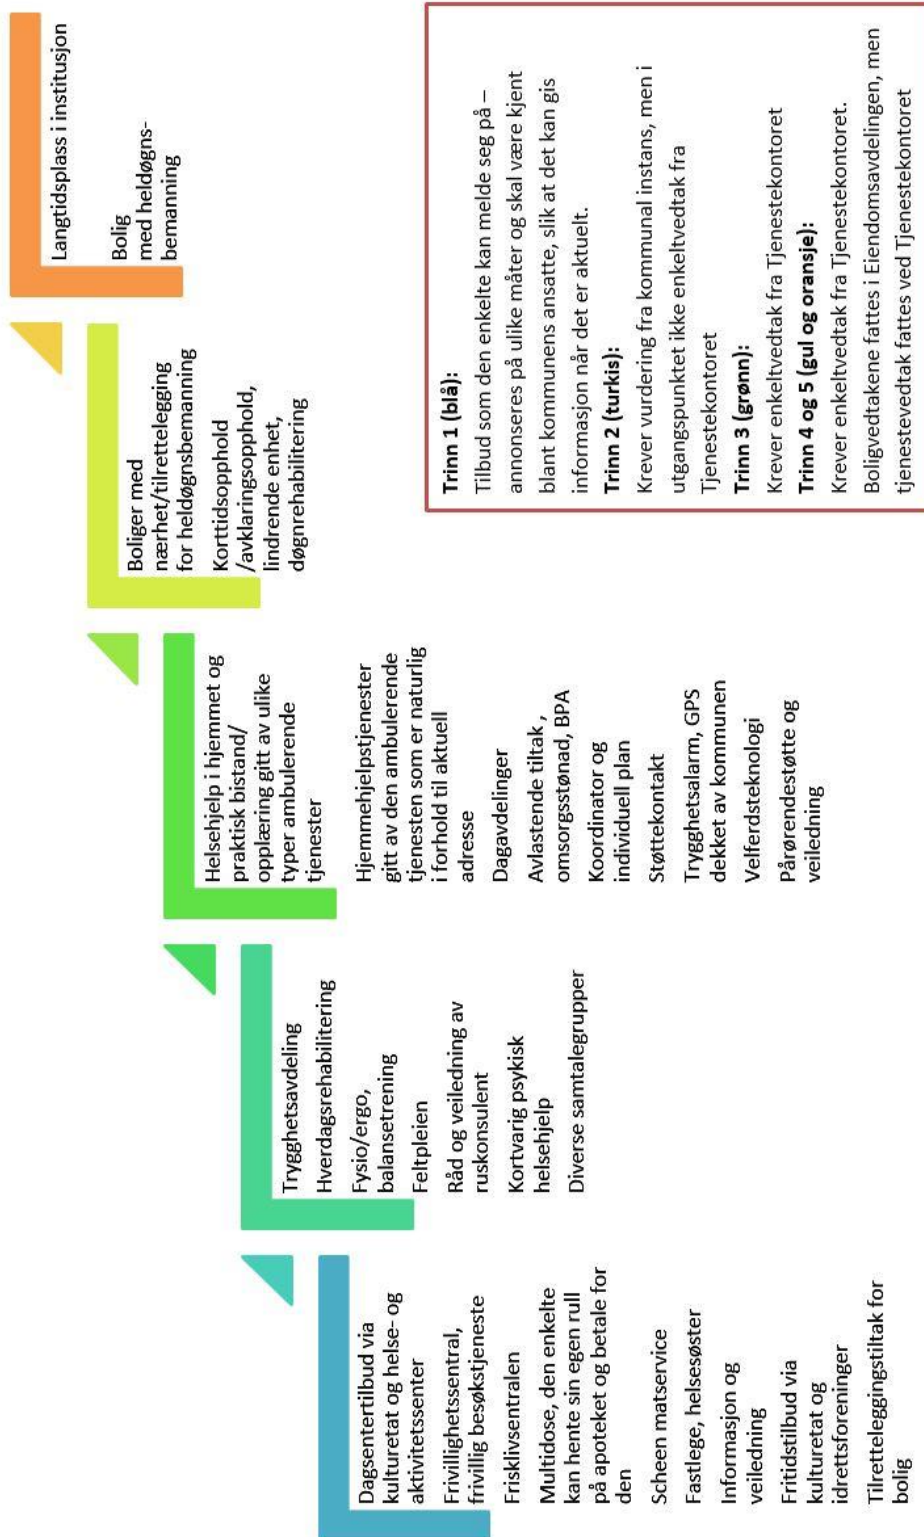 Dagsentertilbud via
kulturetat og helse- og
aktivitetssenter
Frivillighetssentral,
frivillig besøkstjeneste
Frisklivsentralen
Multidose, den enkelte
kan hente sin egen rull
på apoteket og betale for
den
Scheen matservice
Fastlege, helsesøster
Informasjon og
veiledning
Fritidstilbud via
kulturetat og
idrettsforeninger
Tilretteleggingstiltak for
bolig
Trygghetsavdeling
Hverdagsrehabilitering
Fysio/ergo,
balansetrening
Feltpleien
Råd og veiledning av
ruskonsulent
Kortvarig psykisk
helsehjelp
Diverse samtalegrupper
Helsehjelp i hjemmet og
praktisk bistand/
opplæring gitt av ulike
typer ambulerende
tjenester
Hjemmehjelpstjenester
gitt av den ambulerende
tjenesten som er naturlig
i forhold til aktuell
adresse
Dagavdelinger
Avlastende tiltak ,
omsorgsstønad, BPA
Koordinator og
individuell plan
Støttekontakt
Trygghetsalarm, GPS
dekket av kommunen
Velferdsteknologi
Pårørendestøtte og
veiledning
Boliger med
nærhet/tilrettelegging
for heldøgnsbemanning
Korttidsopphold
/avklaringsopphold,
lindrende enhet,
døgnrehabilitering
Langtidsplass i institusjon
Bolig
med heldøgns-
bemanning
Trinn 1 (blå):
Tilbud som den enkelte kan melde seg på –
annonseres på ulike måter og skal være kjent
blant kommunens ansatte, slik at det kan gis
informasjon når det er aktuelt.
Trinn 2 (turkis):
Krever vurdering fra kommunal instans, men i
utgangspunktet ikke enkeltvedtak fra
Tjenestekontoret
Trinn 3 (grønn):
Krever enkeltvedtak fra Tjenestekontoret
Trinn 4 og 5 (gul og oransje):
Krever enkeltvedtak fra Tjenestekontoret.
Boligvedtakene fattes i Eiendomsavdelingen, men
tjenestevedtak fattes ved Tjenestekontoret